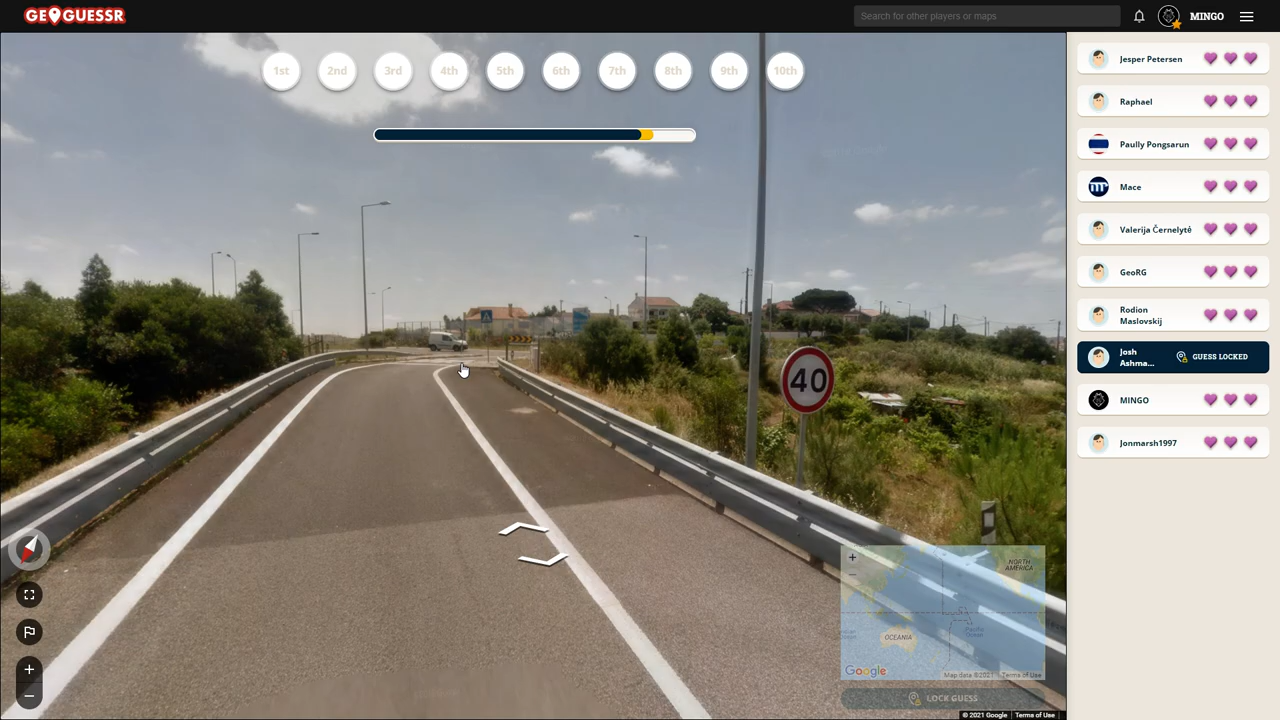 GEOGUESSR
Search for other players or maps
MINGO
1st
2nd
3rd
4th
5th
6th
7th
8th
9th
10th
Jesper Petersen
Raphael
Paully Pongsarun
Mace
Valerija Černelytė
GeoRG
Rodion
Maslovskij
Josh
Ashma...
GUESS LOCKED
MINGO
Jonmarsh1997
40
+
−
NORTH
AMERICA
OCEANIA
Pacific
Ocean
Google
Map data ©2021
Terms of Use
LOCK GUESS
+
−
© 2021 Google
Terms of Use